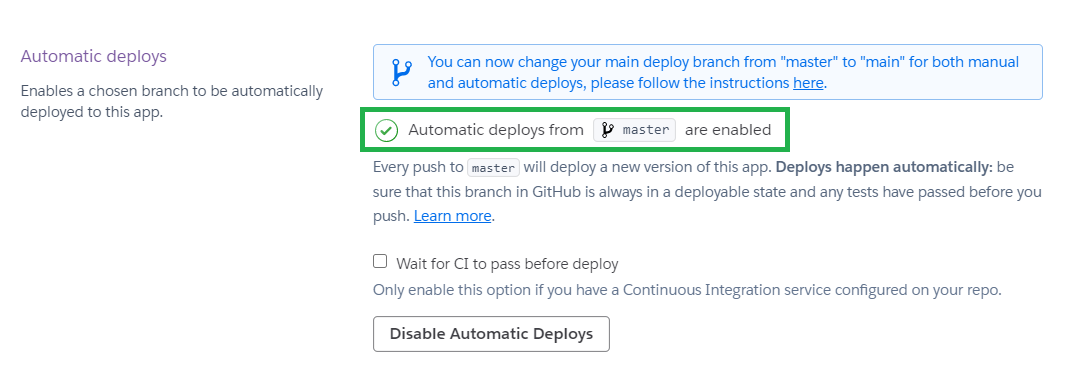 Automatic deploys
Enables a chosen branch to be automatically
deployed to this app.
You can now change your main deploy branch from "master" to "main" for both manual
and automatic deploys, please follow the instructions here.
Automatic deploys from master are enabled
Every push to master will deploy a new version of this app. Deploys happen automatically: be
sure that this branch in GitHub is always in a deployable state and any tests have passed before you
push. Learn more.
Wait for CI to pass before deploy
Only enable this option if you have a Continuous Integration service configured on your repo.
Disable Automatic Deploys